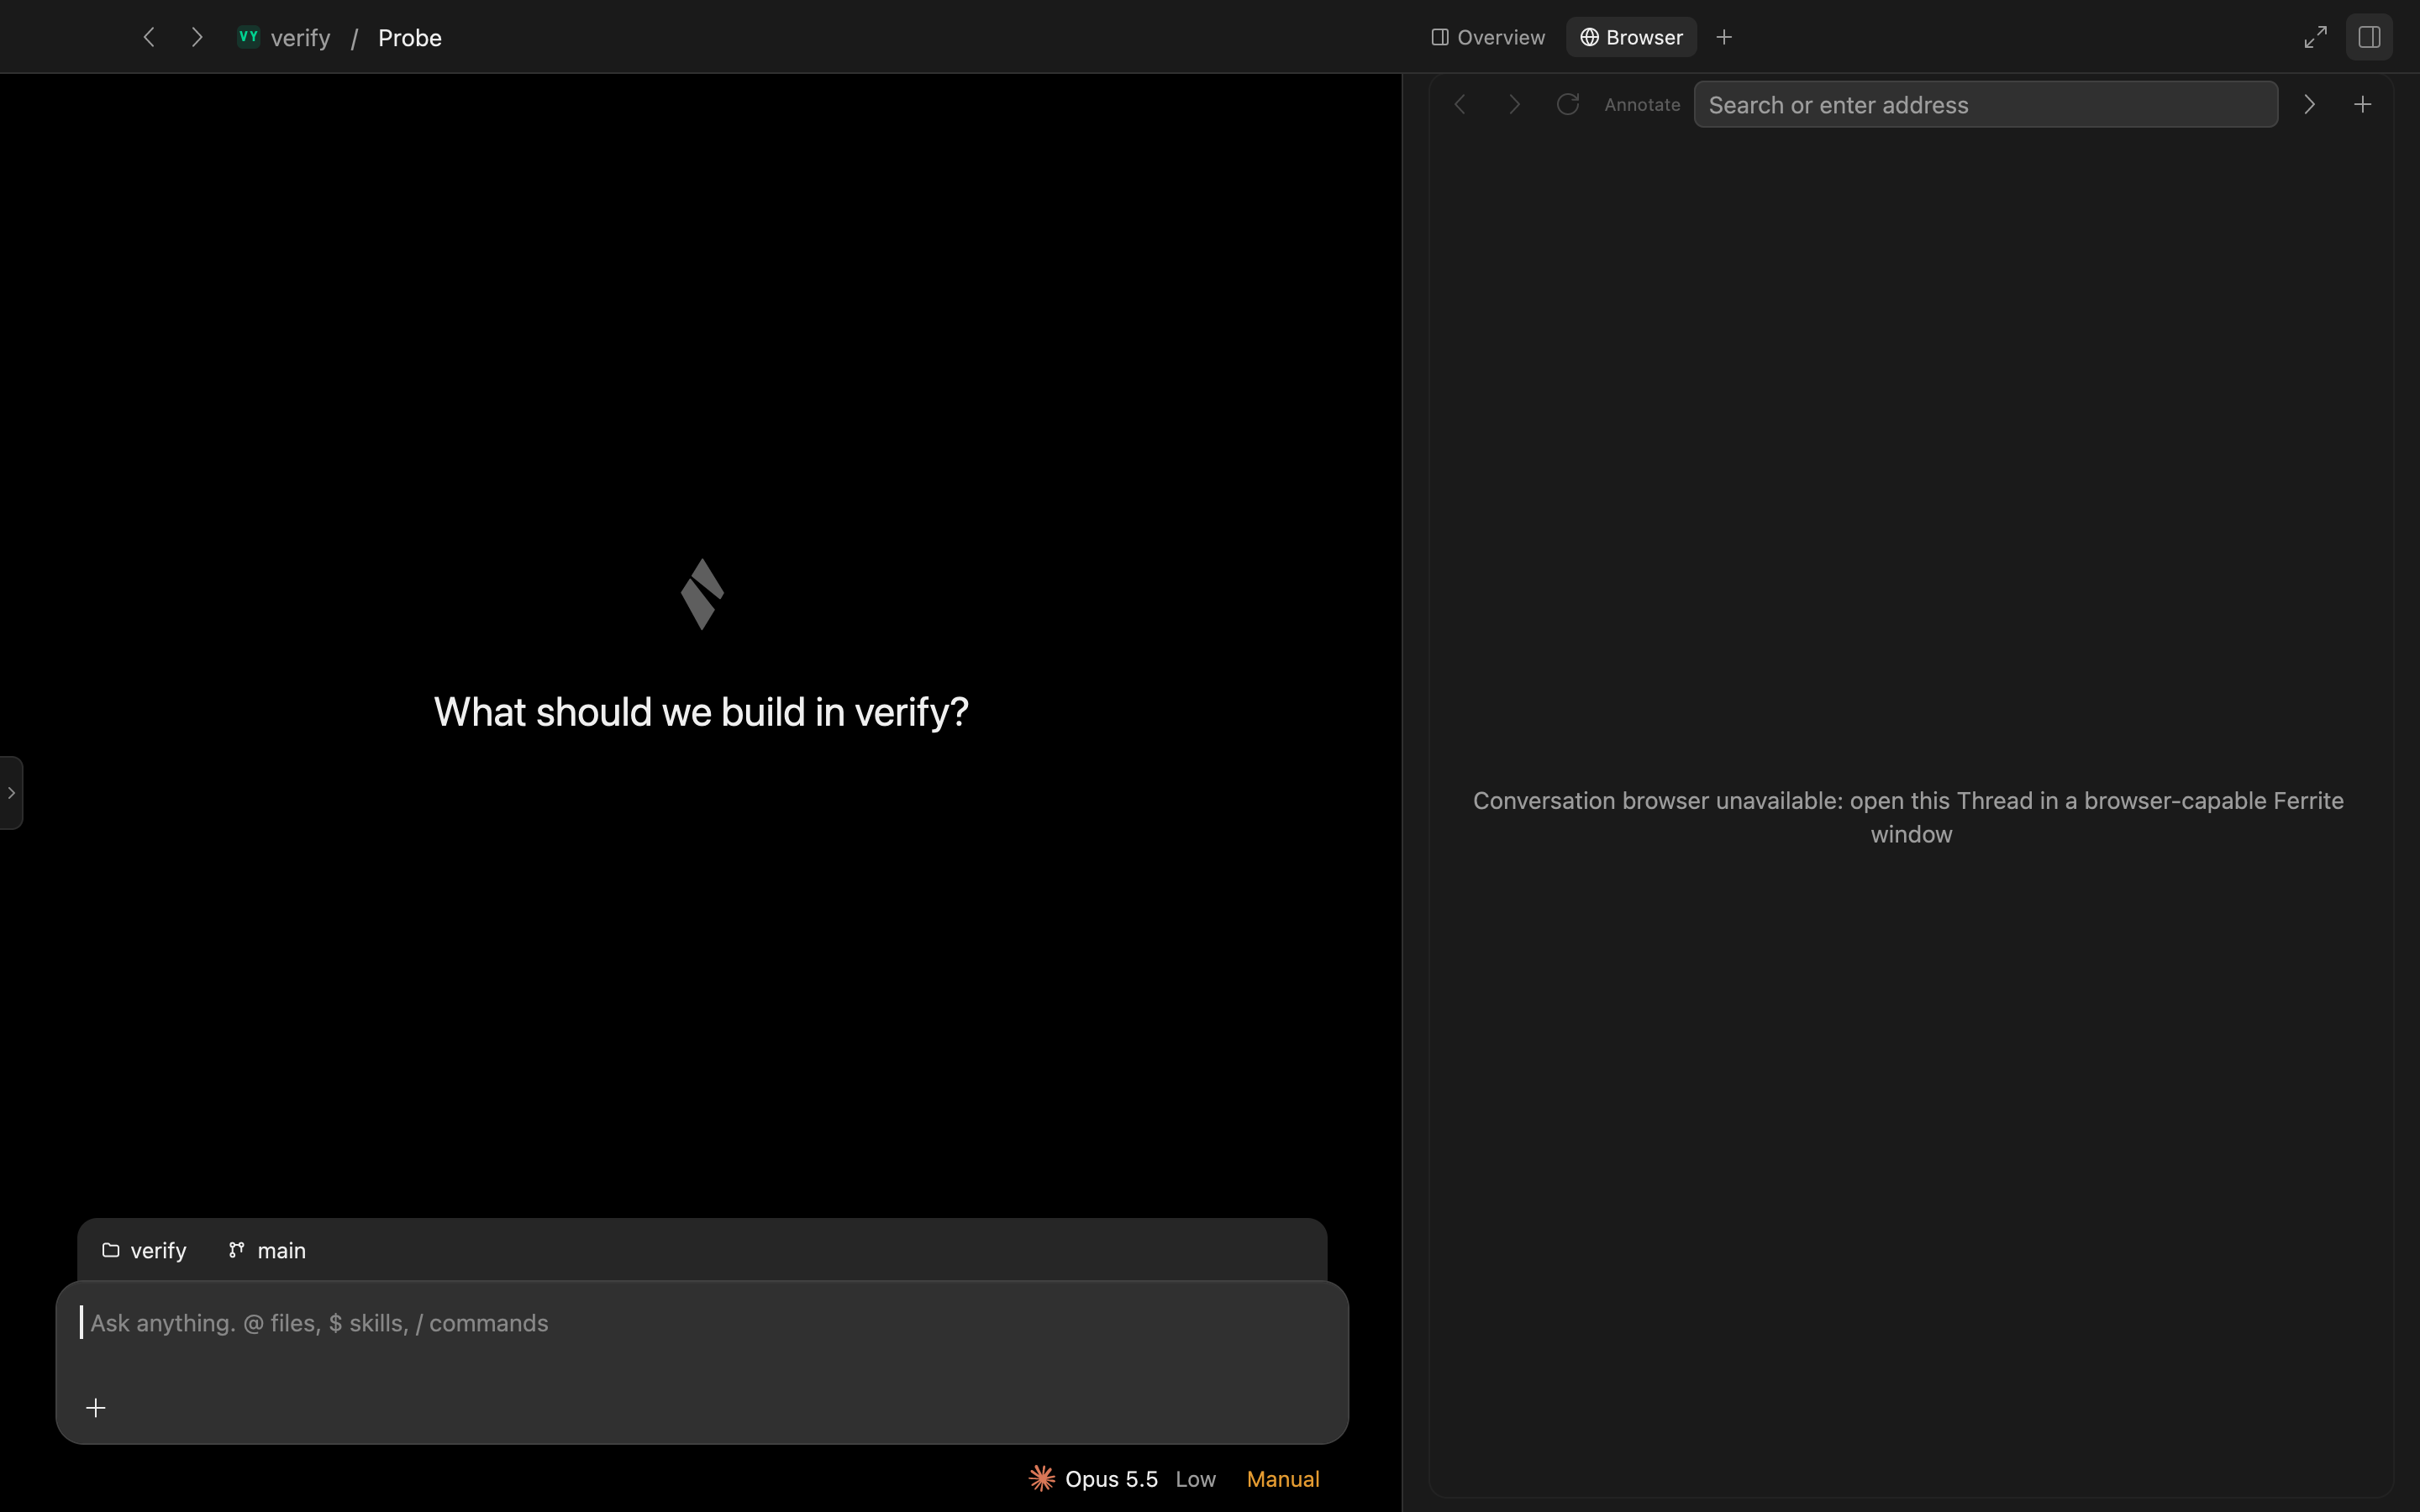 VY verify / Probe
Overview
Browser
Annotate
Search or enter address
What should we build in verify?
Conversation browser unavailable: open this Thread in a browser-capable Ferrite
window
verify
main
Ask anything. @ files, $ skills, / commands
Opus 5.5 Low Manual